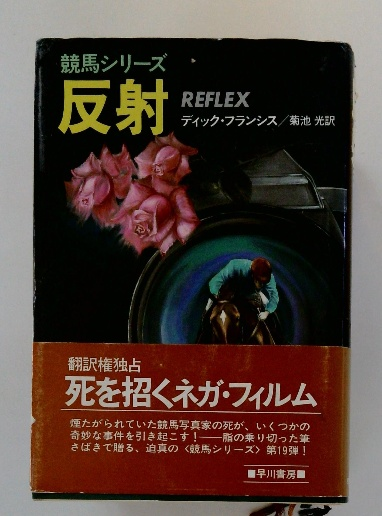 競馬シリーズ
反射
REFLEX
ディック・フランシス／菊池 光訳
翻訳権独占
死を招くネガ・フィルム
煙たがられていた競馬写真家の死が、いくつかの
奇妙な事件を引き起こす！──脂の乗り切った筆
さばきで贈る、迫真の〈競馬シリーズ〉第19弾！
■早川書房■